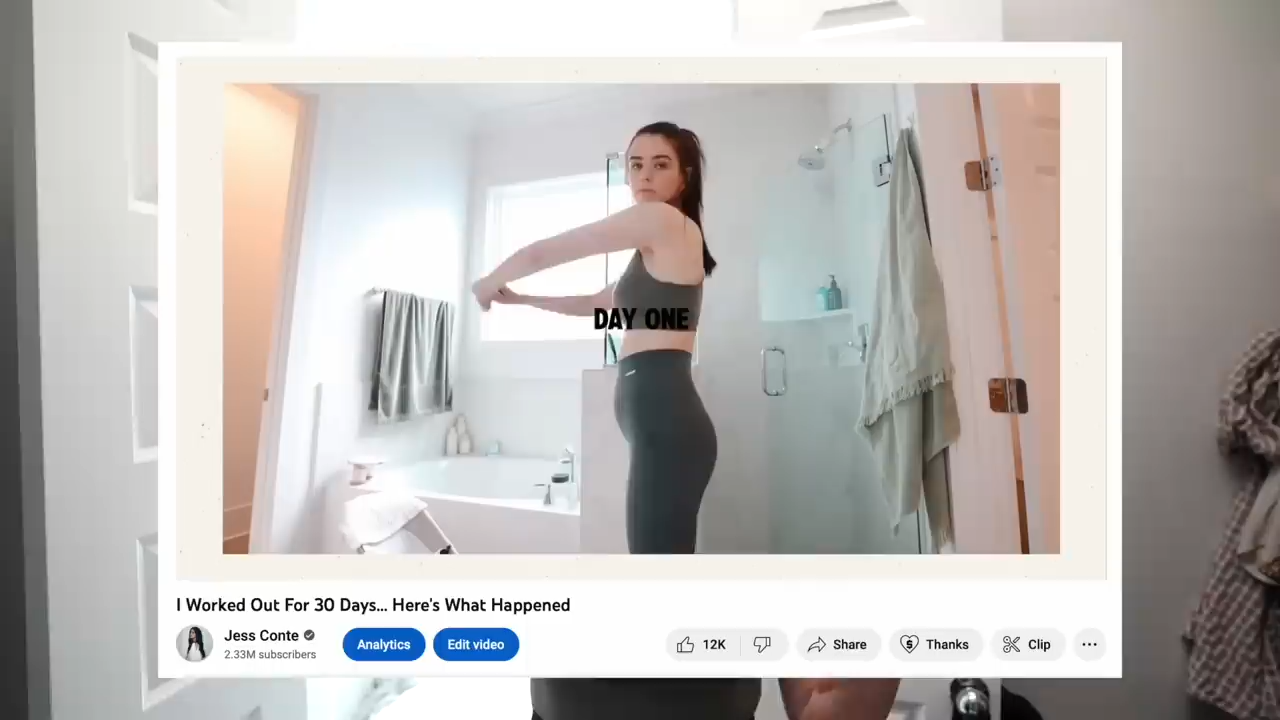 DAY ONE
I Worked Out For 30 Days... Here's What Happened
Jess Conte
2.33M subscribers
Analytics
Edit video
12K
Share
Thanks
Clip